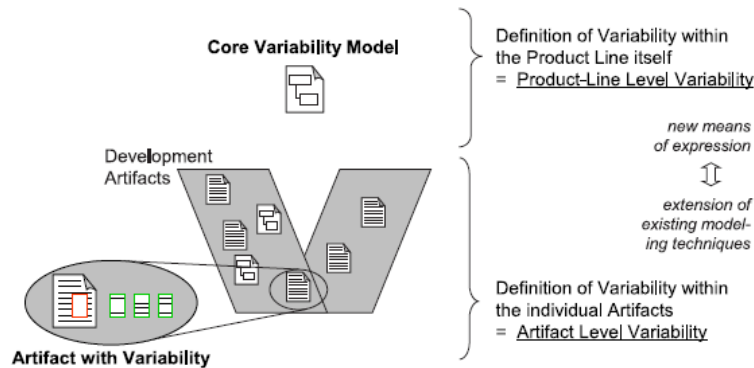 Core Variability Model
Definition of Variability within
the Product Line itself
= Product-Line Level Variability
new means
of expression
extension of
existing model-
ing techniques
Development
Artifacts
Definition of Variability within
the individual Artifacts
= Artifact Level Variability
Artifact with Variability